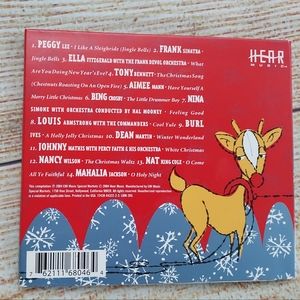 HEAR
MUSIC
1. PEGGY LEE - I Like A Sleighride (Jingle Bells) 2. FRANK SINATRA -
Jingle Bells 3. ELLA FITZGERALD WITH THE FRANK DEVOL ORCHESTRA - What
Are You Doing New Year's Eve? 4. TONY BENNETT - The Christmas Song
(Chestnuts Roasting On An Open Fire) 5. AIMEE MANN - Have Yourself A
Merry Little Christmas 6. BING CROSBY - The Little Drummer Boy 7. NINA
SIMONE WITH ORCHESTRA CONDUCTED BY HAL MOONEY - Feeling Good
8. LOUIS ARMSTRONG WITH THE COMMANDERS - Cool Yule 9. BURL
IVES - A Holly Jolly Christmas 10. DEAN MARTIN - Winter Wonderland
11. JOHNNY MATHIS WITH PERCY FAITH & HIS ORCHESTRA - White Christmas
12. NANCY WILSON - The Christmas Waltz 13. NAT KING COLE - O Come
All Ye Faithful 14. MAHALIA JACKSON - O Holy Night
7 62111 68046 4